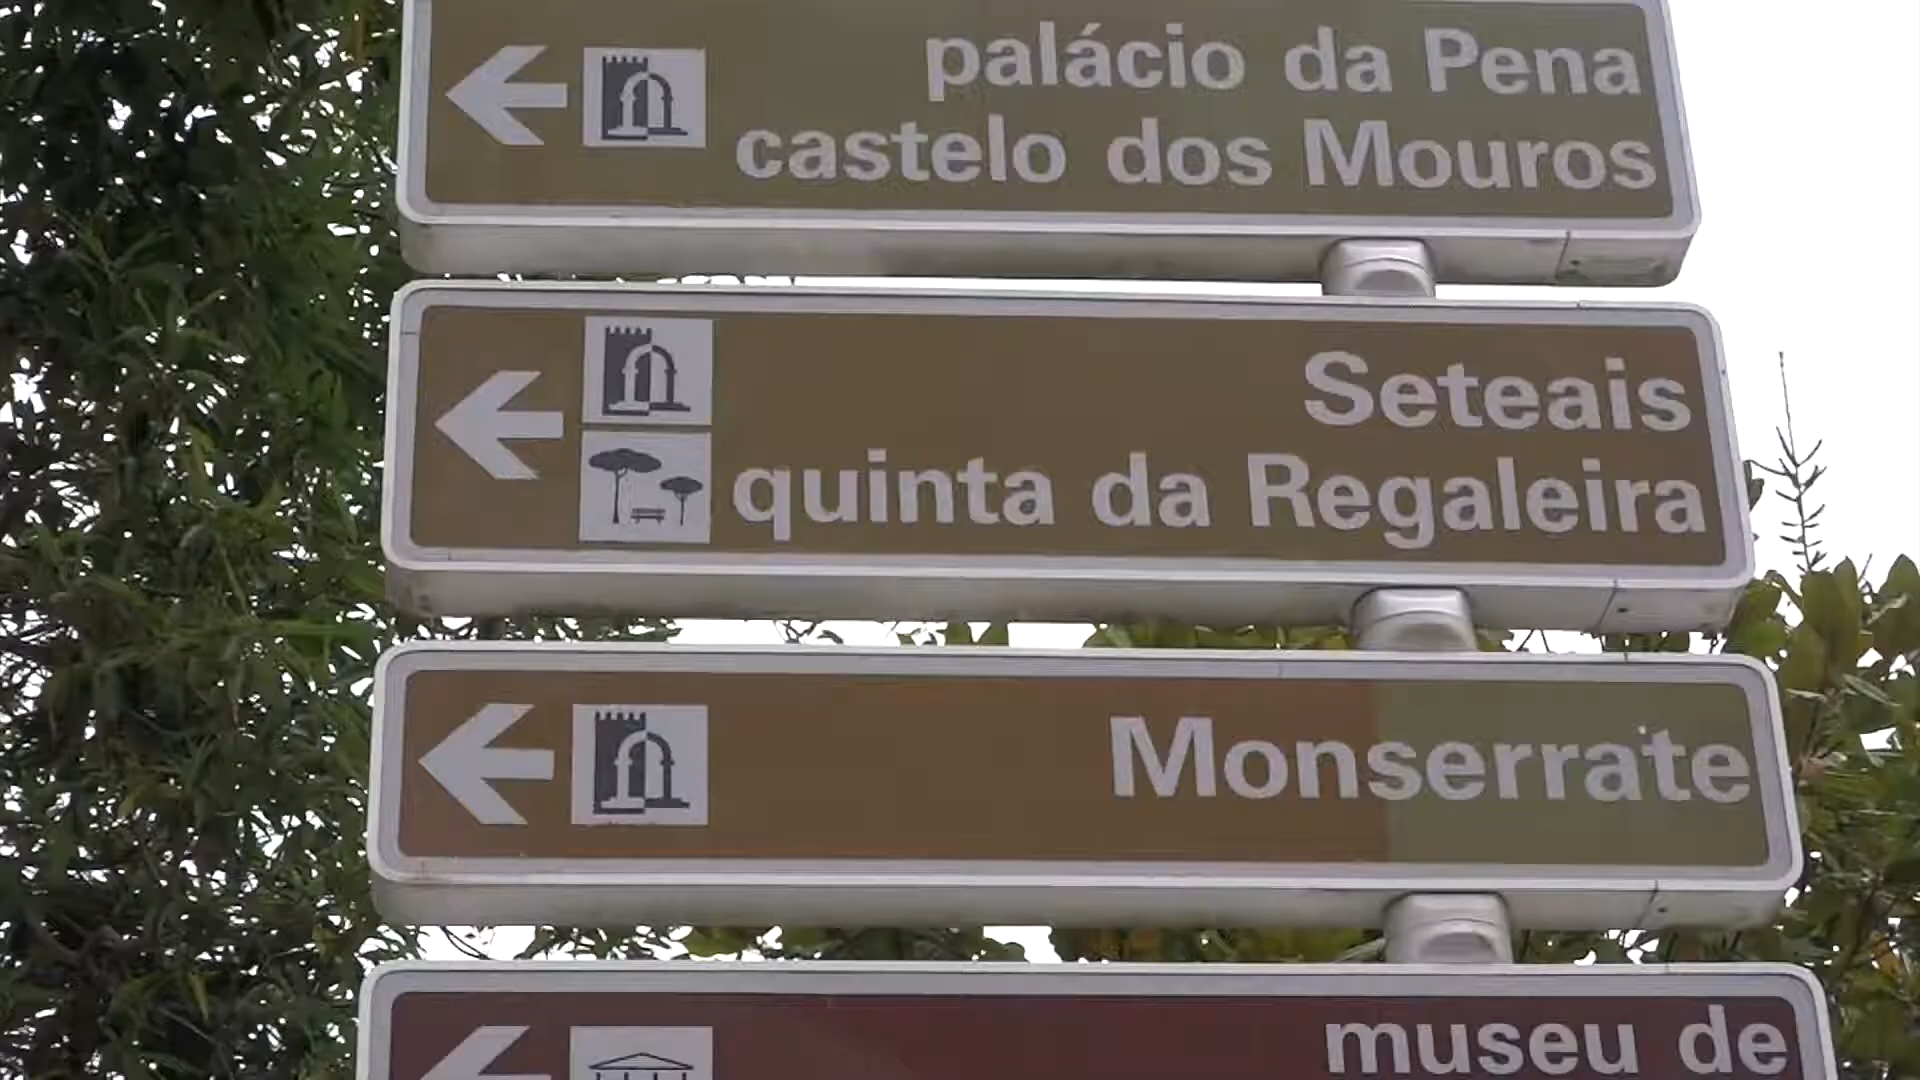 palácio da Pena
castelo dos Mouros
Seteais
quinta da Regaleira
Monserrate
museu de